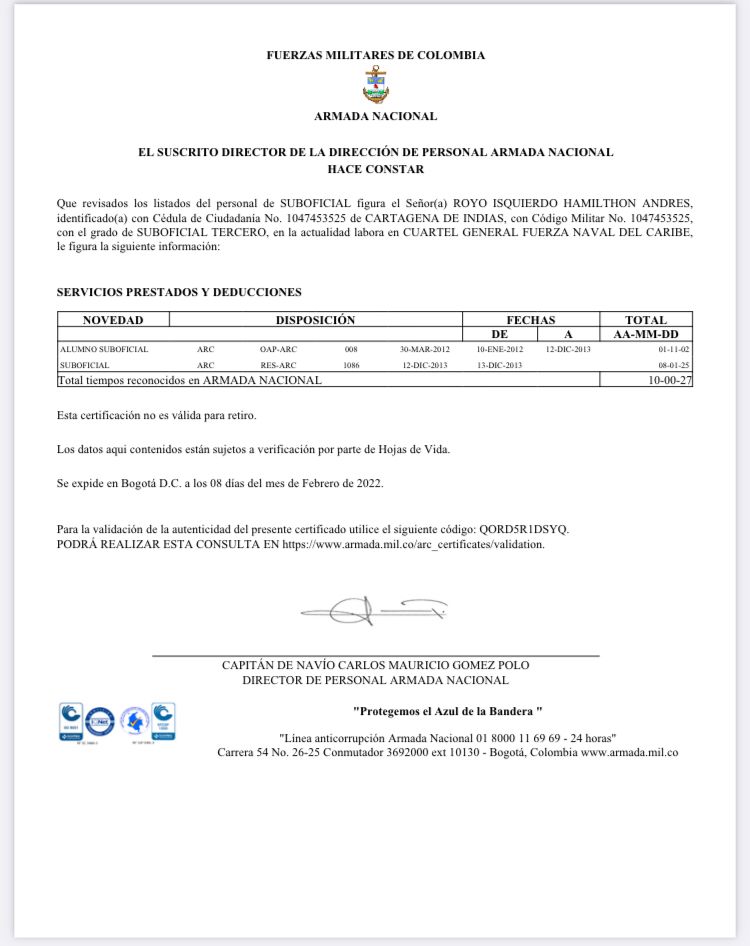 FUERZAS MILITARES DE COLOMBIA
ARMADA NACIONAL
EL SUSCRITO DIRECTOR DE LA DIRECCIÓN DE PERSONAL ARMADA NACIONAL
HACE CONSTAR
Que revisados los listados del personal de SUBOFICIAL figura el Señor(a) ROYO ISQUIERDO HAMILTHON ANDRES,
identificado(a) con Cédula de Ciudadanía No. 1047453525 de CARTAGENA DE INDIAS, con Código Militar No. 1047453525,
con el grado de SUBOFICIAL TERCERO, en la actualidad labora en CUARTEL GENERAL FUERZA NAVAL DEL CARIBE,
le figura la siguiente información:
SERVICIOS PRESTADOS Y DEDUCCIONES
NOVEDAD DISPOSICIÓN FECHAS TOTAL
DE A AA-MM-DD
ALUMNO SUBOFICIAL ARC OAP-ARC 008 30-MAR-2012 10-ENE-2012 12-DIC-2013 01-11-02
SUBOFICIAL ARC RES-ARC 1086 12-DIC-2013 13-DIC-2013 08-01-25
Total tiempos reconocidos en ARMADA NACIONAL 10-00-27
Esta certificación no es válida para retiro.
Los datos aqui contenidos están sujetos a verificación por parte de Hojas de Vida.
Se expide en Bogotá D.C. a los 08 días del mes de Febrero de 2022.
Para la validación de la autenticidad del presente certificado utilice el siguiente código: QORD5R1DSYQ.
PODRÁ REALIZAR ESTA CONSULTA EN https://www.armada.mil.co/arc_certificates/validation.
CAPITÁN DE NAVÍO CARLOS MAURICIO GOMEZ POLO
DIRECTOR DE PERSONAL ARMADA NACIONAL
"Protegemos el Azul de la Bandera "
"Línea anticorrupción Armada Nacional 01 8000 11 69 69 - 24 horas"
Carrera 54 No. 26-25 Conmutador 3692000 ext 10130 - Bogotá, Colombia www.armada.mil.co